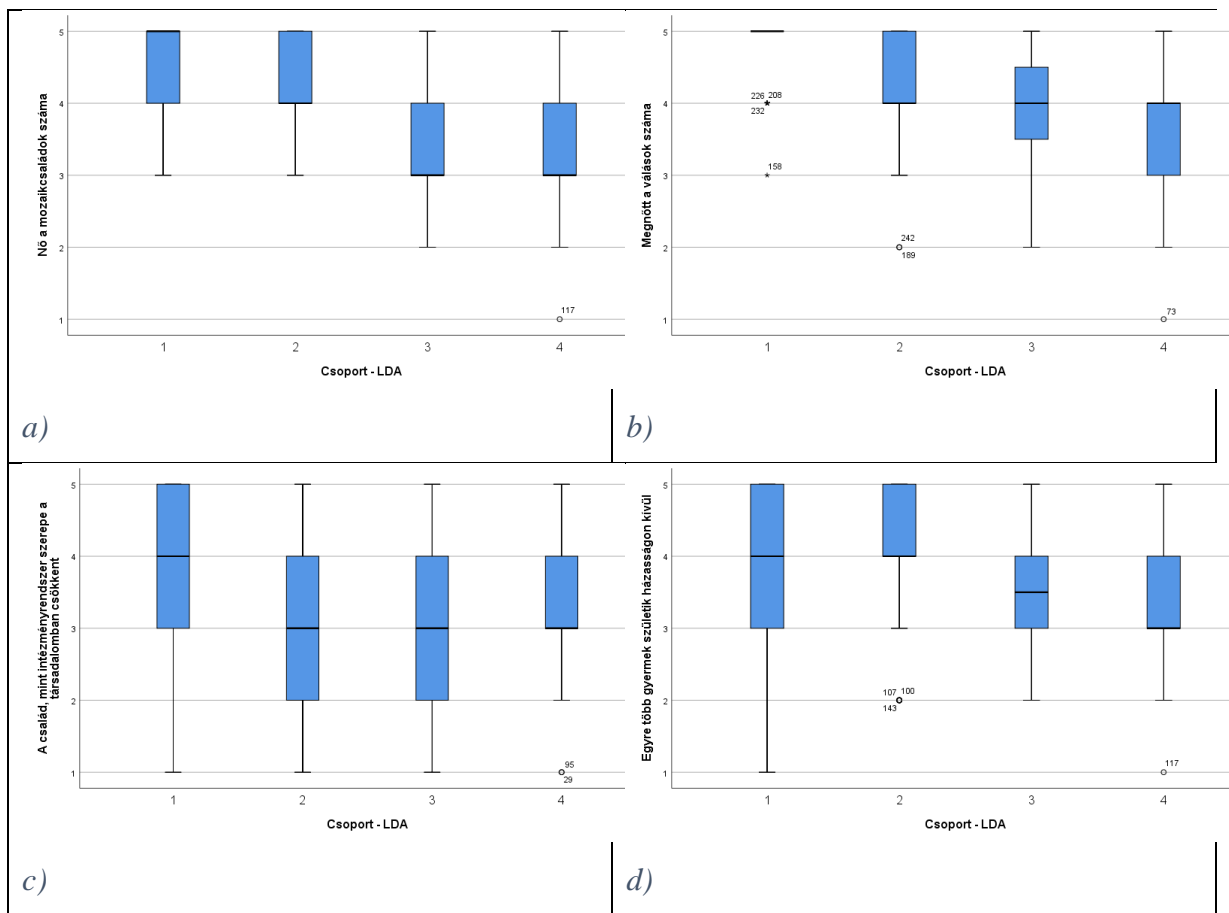 Nő a mozaikcsaládok száma
5
4
3
2
1
117
1 2 3 4
Csoport - LDA
a)
Megnőtt a válások száma
5
4
3
2
1
226 208
232
158
242
189
73
1 2 3 4
Csoport - LDA
b)
A család, mint intézményrendszer szerepe a
társadalomban csökkent
5
4
3
2
1
95
29
1 2 3 4
Csoport - LDA
c)
Egyre több gyermek születik házasságon kívül
5
4
3
2
1
107 100
143
117
1 2 3 4
Csoport - LDA
d)